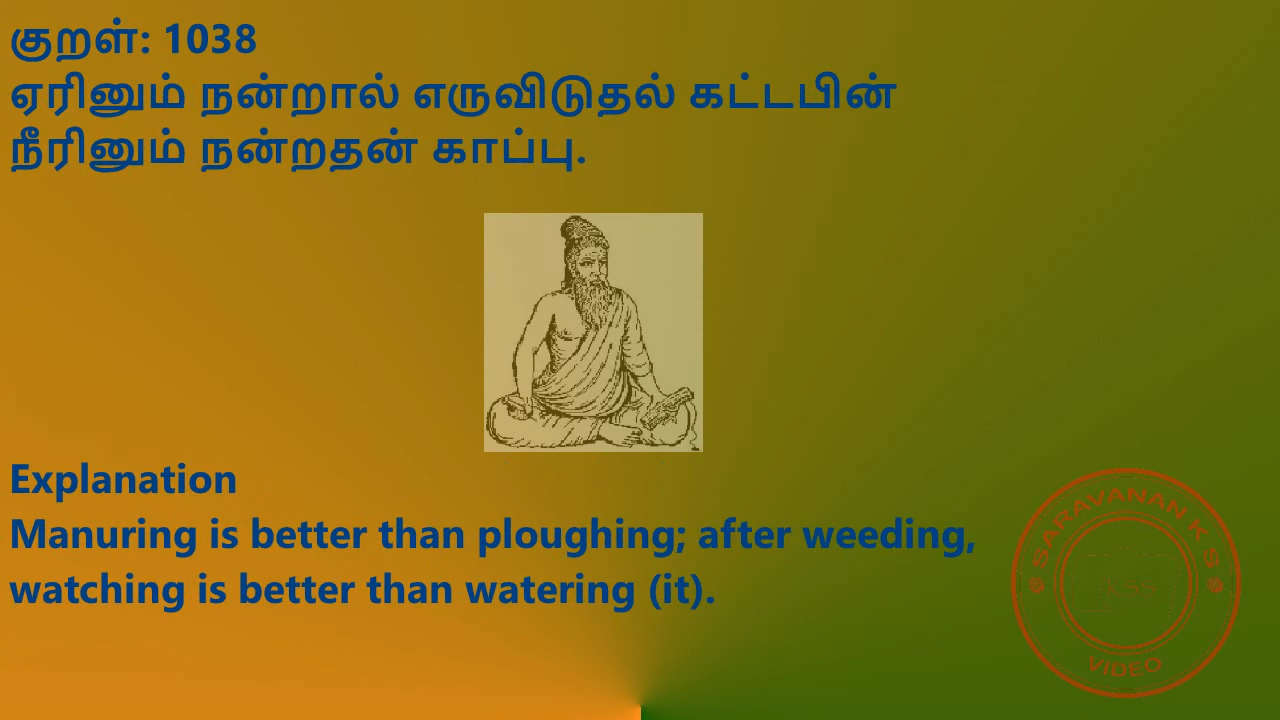 குறள்: 1038
ஏரினும் நன்றால் எருவிடுதல் கட்டபின்
நீரினும் நன்றதன் காப்பு.
Explanation
Manuring is better than ploughing; after weeding,
watching is better than watering (it).
SARAVANAN K S
VIDEO